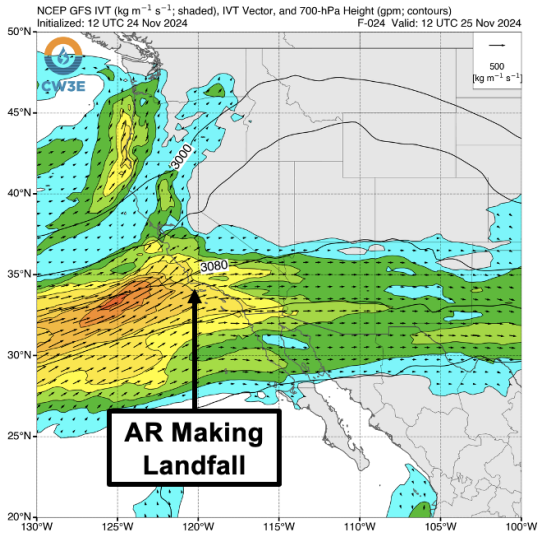 NCEP GFS IVT (kg m⁻¹ s⁻¹; shaded), IVT Vector, and 700-hPa Height (gpm; contours)
Initialized: 12 UTC 24 Nov 2024 F-024 Valid: 12 UTC 25 Nov 2024
50°N
CW3E
500
[kg m⁻¹ s⁻¹]
45°N
3000
40°N
3080
35°N
30°N
AR Making
Landfall
25°N
20°N
130°W 125°W 120°W 115°W 110°W 105°W 100°W